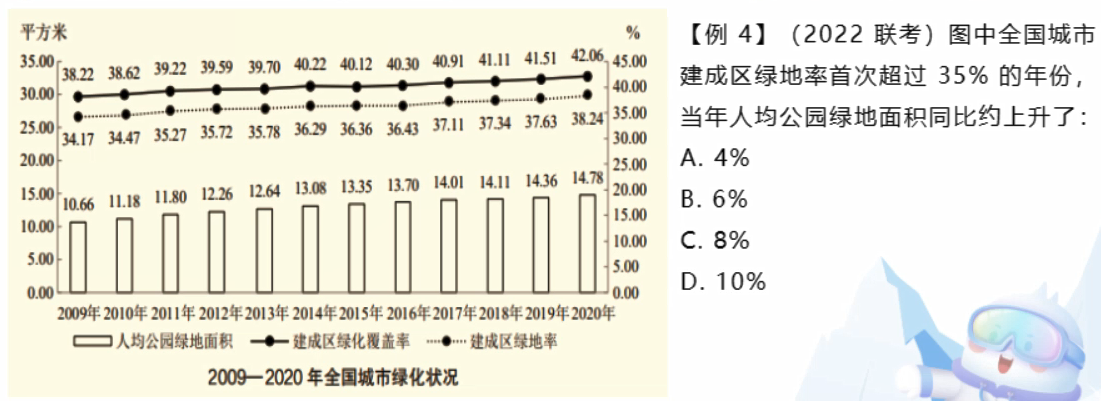 平方米
%
35.00
30.00
25.00
20.00
15.00
10.00
5.00
0.00
38.22 38.62 39.22 39.59 39.70 40.22 40.12 40.30 40.91 41.11 41.51 42.06
34.17 34.47 35.27 35.72 35.78 36.29 36.36 36.43 37.11 37.34 37.63 38.24
10.66 11.18 11.80 12.26 12.64 13.08 13.35 13.70 14.01 14.11 14.36 14.78
45.00
40.00
35.00
30.00
25.00
20.00
15.00
10.00
5.00
0.00
2009年 2010年 2011年 2012年 2013年 2014年 2015年 2016年 2017年 2018年 2019年 2020年
人均公园绿地面积 建成区绿化覆盖率 建成区绿地率
2009—2020 年全国城市绿化状况
【例 4】（2022 联考）图中全国城市
建成区绿地率首次超过 35% 的年份，
当年人均公园绿地面积同比约上升了：
A. 4%
B. 6%
C. 8%
D. 10%